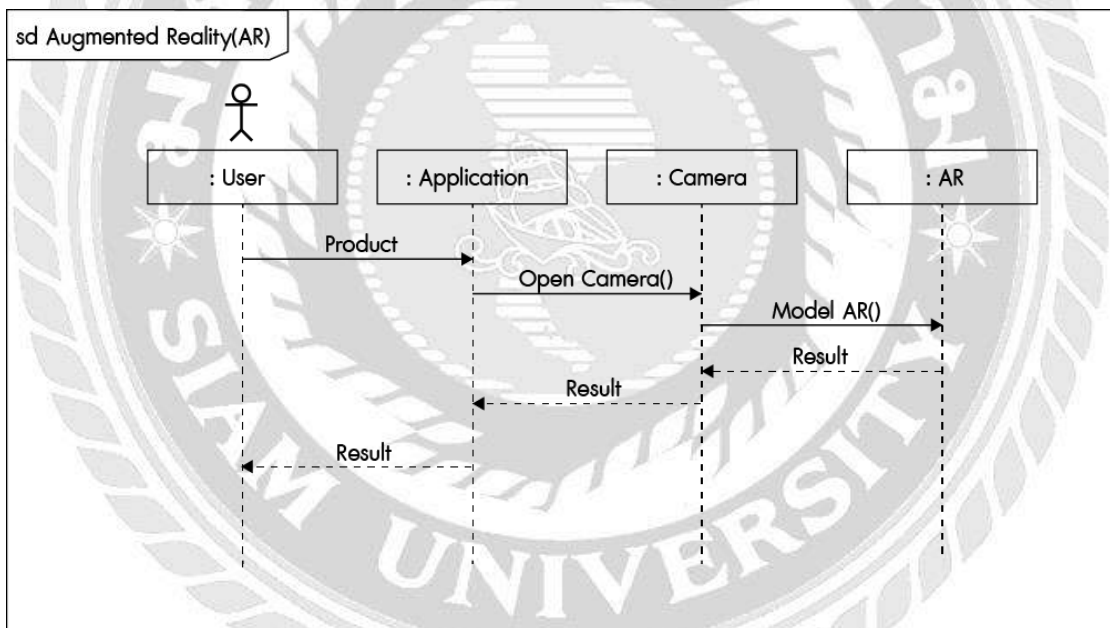 sd Augmented Reality(AR)
: User
: Application
: Camera
: AR
Product
Open Camera()
Model AR()
Result
Result
Result
SIAM UNIVERSITY